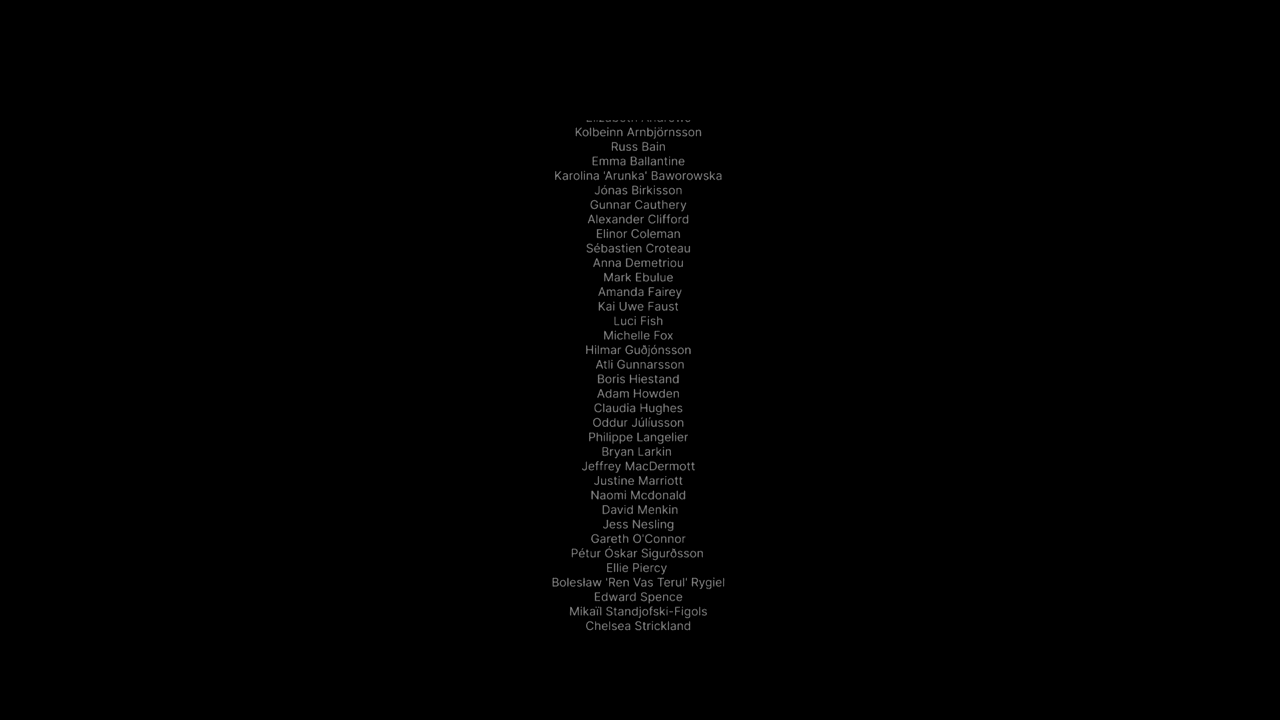 Kolbeinn Arnbjörnsson
Russ Bain
Emma Ballantine
Karolina 'Arunka' Baworowska
Jónas Birkisson
Gunnar Cauthery
Alexander Clifford
Elinor Coleman
Sébastien Croteau
Anna Demetriou
Mark Ebulue
Amanda Fairey
Kai Uwe Faust
Luci Fish
Michelle Fox
Hilmar Guðjónsson
Atli Gunnarsson
Boris Hiestand
Adam Howden
Claudia Hughes
Oddur Júlíusson
Philippe Langelier
Bryan Larkin
Jeffrey MacDermott
Justine Marriott
Naomi Mcdonald
David Menkin
Jess Nesling
Gareth O'Connor
Pétur Óskar Sigurðsson
Ellie Piercy
Bolesław 'Ren Vas Terul' Rygiel
Edward Spence
Mikaïl Standjofski-Figols
Chelsea Strickland